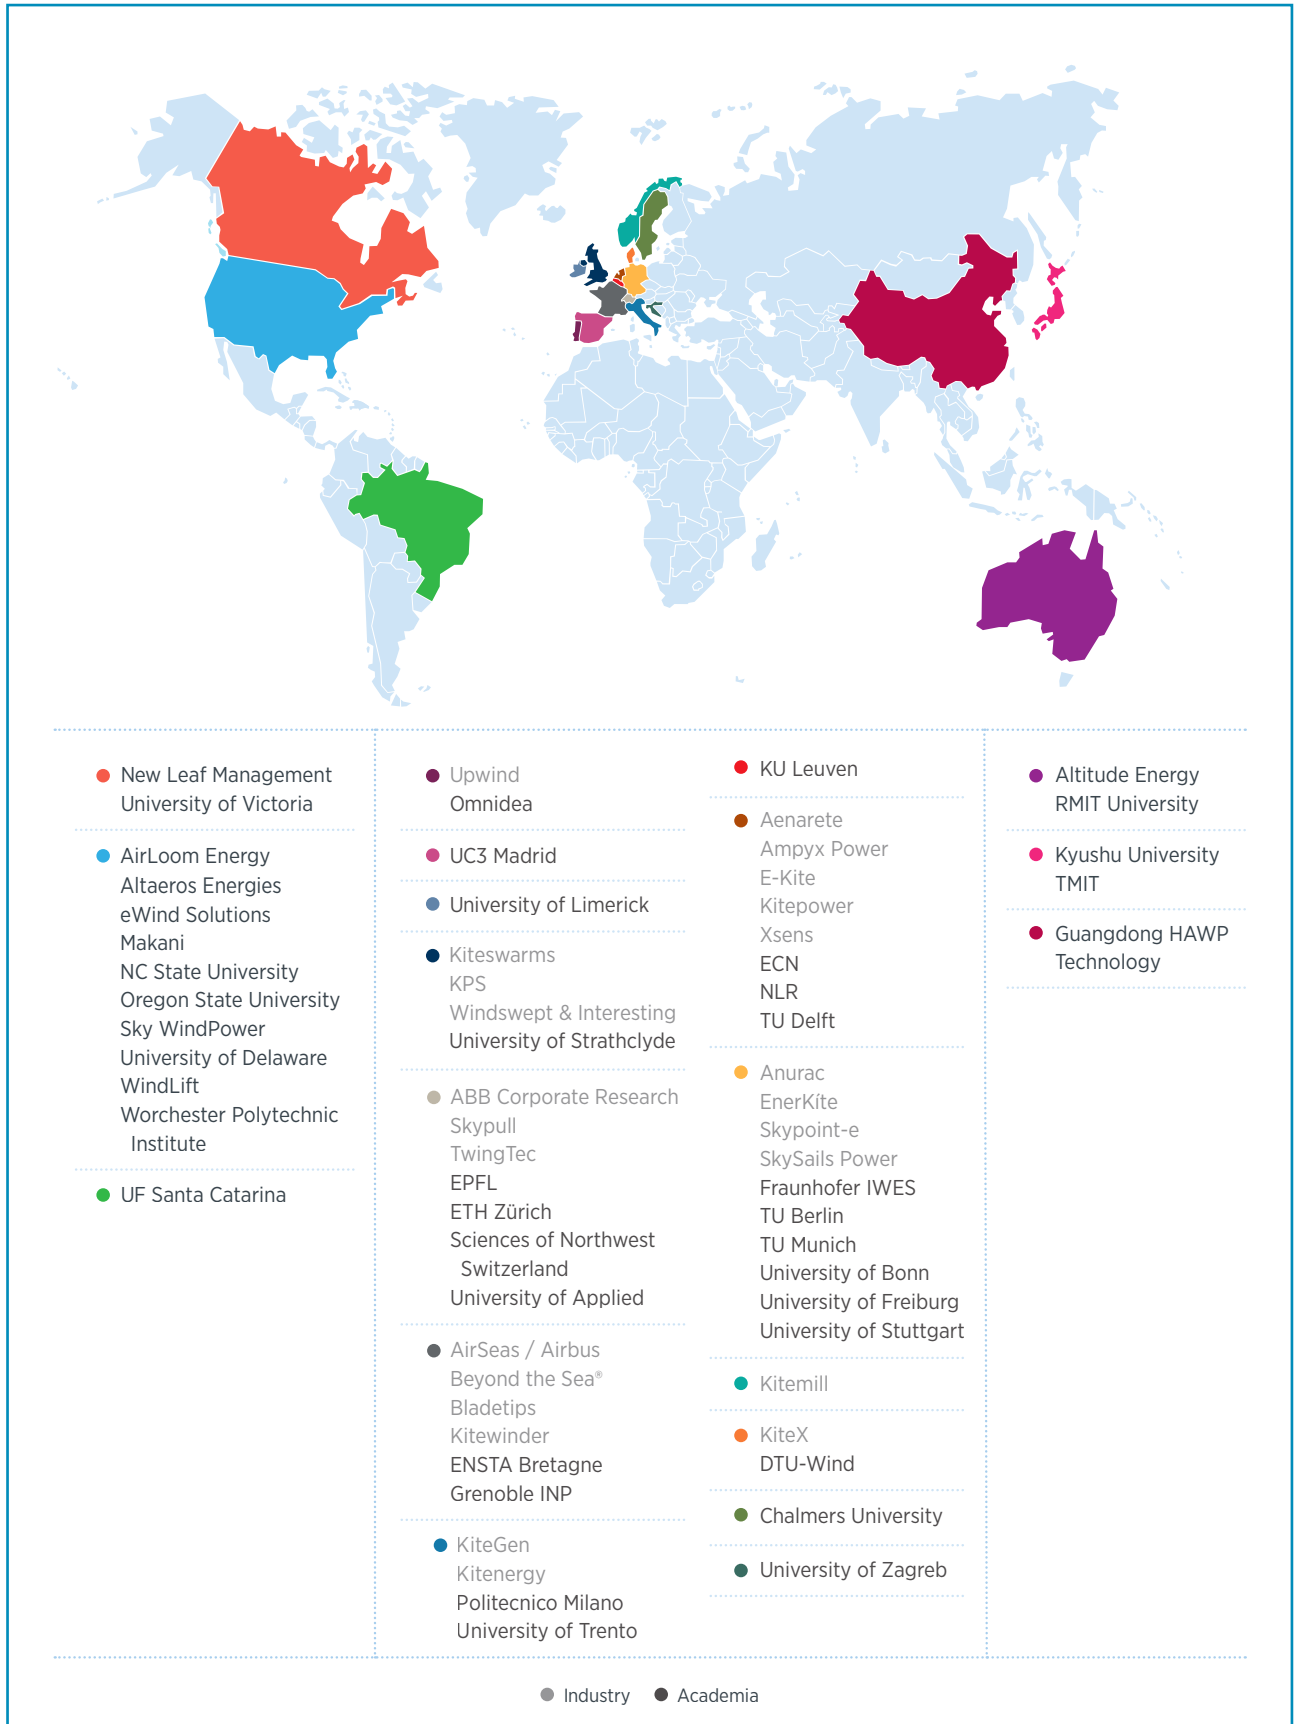 New Leaf Management
University of Victoria
AirLoom Energy
Altaeros Energies
eWind Solutions
Makani
NC State University
Oregon State University
Sky WindPower
University of Delaware
WindLift
Worchester Polytechnic
Institute
UF Santa Catarina
Upwind
Omnidea
UC3 Madrid
University of Limerick
Kiteswarms
KPS
Windswept & Interesting
University of Strathclyde
ABB Corporate Research
Skypull
TwingTec
EPFL
ETH Zürich
Sciences of Northwest
Switzerland
University of Applied
AirSeas / Airbus
Beyond the Sea®
Bladetips
Kitewinder
ENSTA Bretagne
Grenoble INP
KiteGen
Kitenergy
Politecnico Milano
University of Trento
KU Leuven
Aenarete
Ampyx Power
E-Kite
Kitepower
Xsens
ECN
NLR
TU Delft
Anurac
EnerKíte
Skypoint-e
SkySails Power
Fraunhofer IWES
TU Berlin
TU Munich
University of Bonn
University of Freiburg
University of Stuttgart
Kitemill
KiteX
DTU-Wind
Chalmers University
University of Zagreb
Altitude Energy
RMIT University
Kyushu University
TMIT
Guangdong HAWP
Technology
Industry
Academia